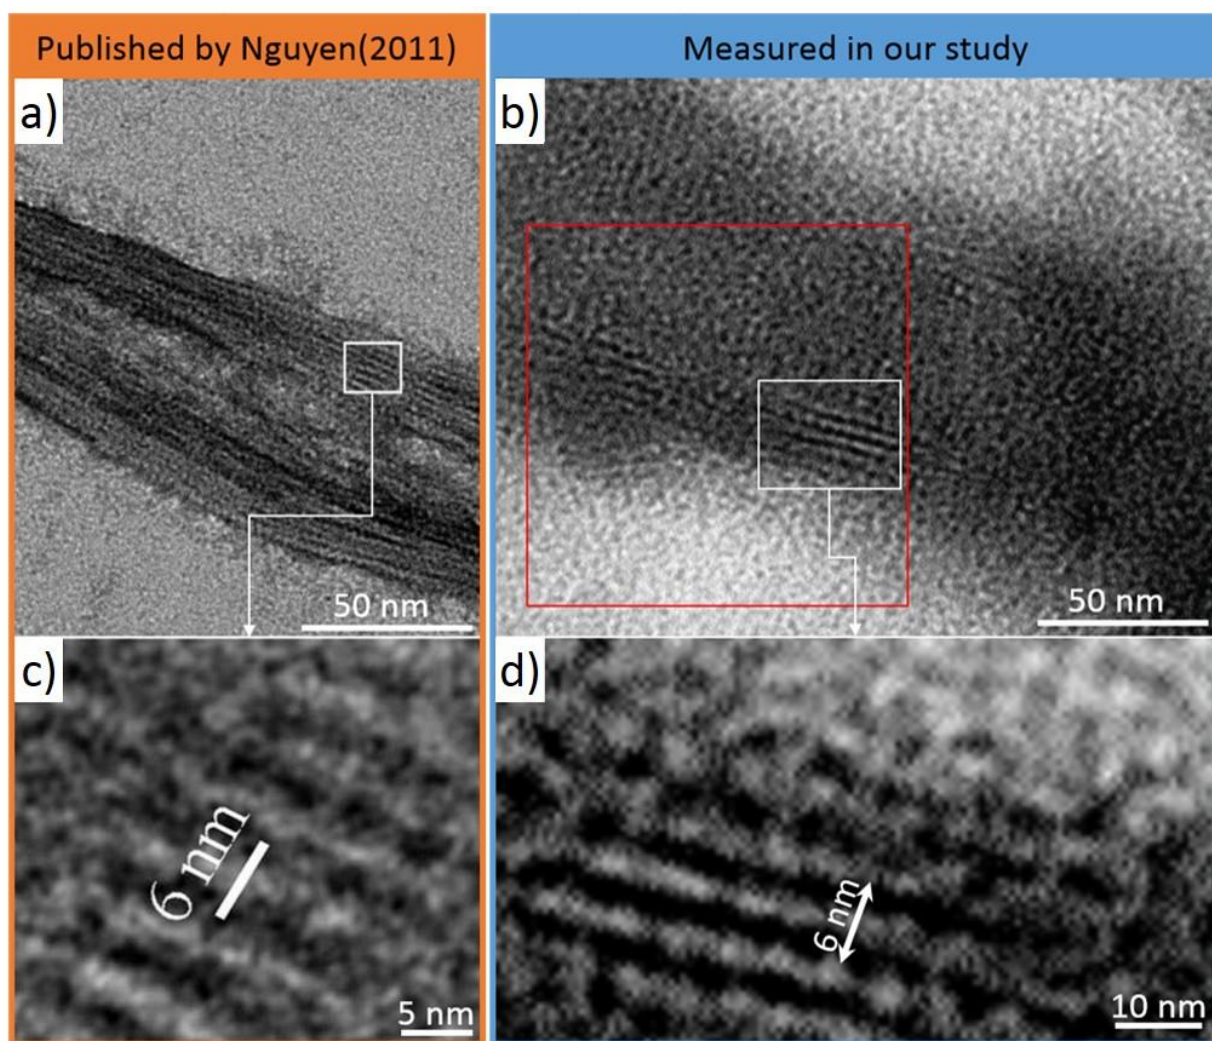 Published by Nguyen(2011)
Measured in our study
a)
b)
50 nm
50 nm
c)
d)
6 nm
6 nm
5 nm
10 nm